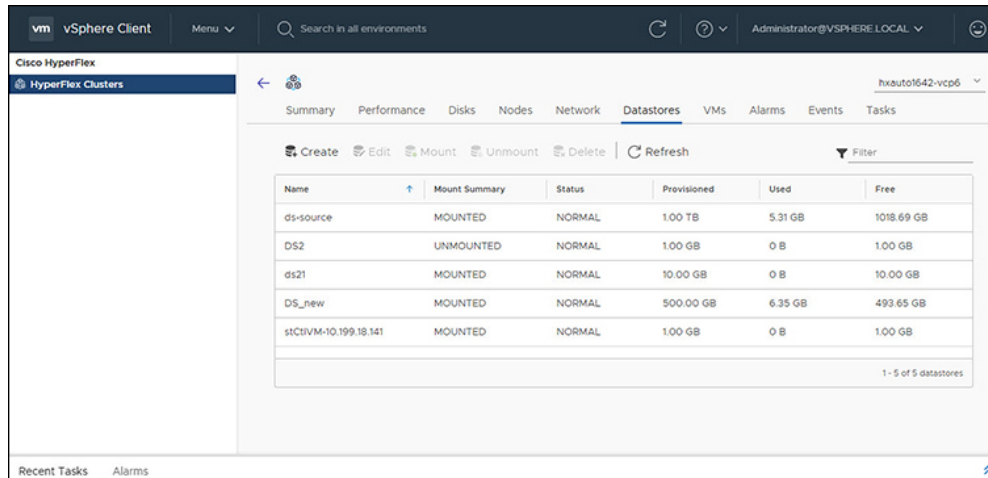 vm vSphere Client Menu Search in all environments Administrator@VSPHERE.LOCAL
Cisco HyperFlex
HyperFlex Clusters
hxauto1642-vcp6
Summary Performance Disks Nodes Network Datastores VMs Alarms Events Tasks
Create Edit Mount Unmount Delete Refresh Filter
Name Mount Summary Status Provisioned Used Free
ds-source MOUNTED NORMAL 1.00 TB 5.31 GB 1018.69 GB
DS2 UNMOUNTED NORMAL 1.00 GB 0 B 1.00 GB
ds21 MOUNTED NORMAL 10.00 GB 0 B 10.00 GB
DS_new MOUNTED NORMAL 500.00 GB 6.35 GB 493.65 GB
stCtlVM-10.199.18.141 MOUNTED NORMAL 1.00 GB 0 B 1.00 GB
1 - 5 of 5 datastores
Recent Tasks Alarms